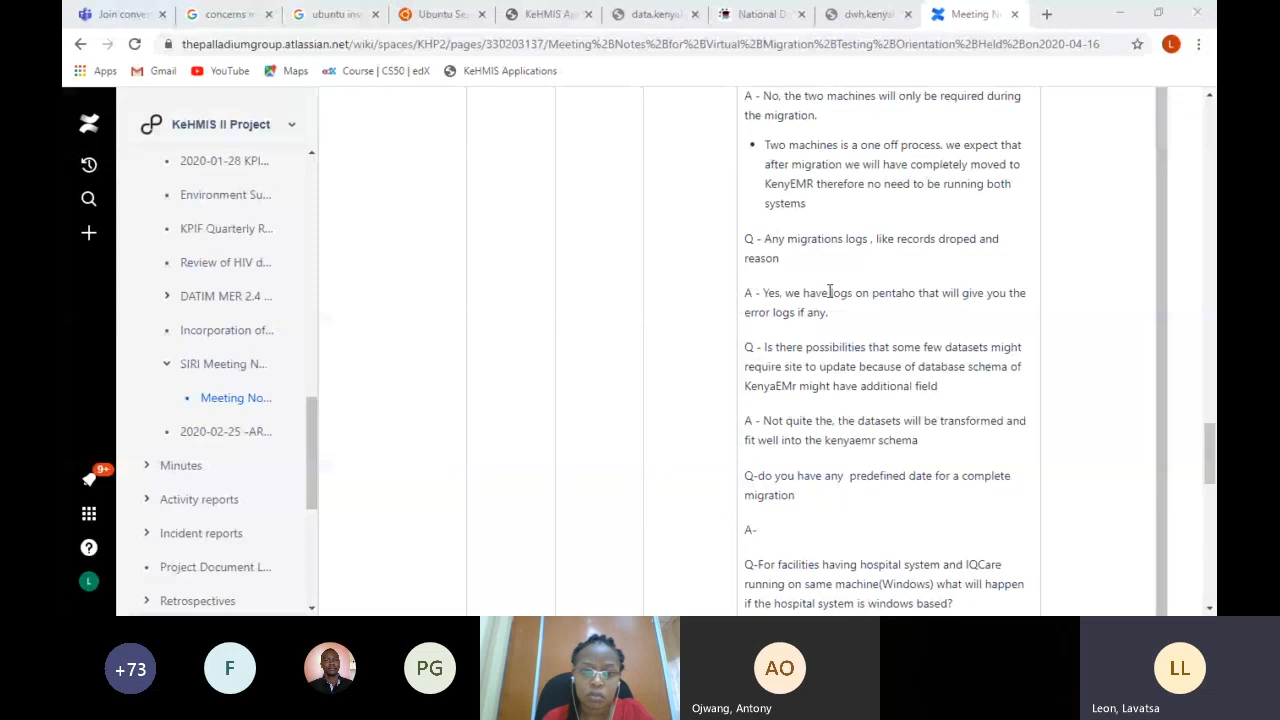 Join conver
concerns m
ubuntu ins
Ubuntu Se
KeHMIS Ap
data.kenyal
National D
dwh.kenyal
Meeting N
thepalladiumgroup.atlassian.net/wiki/spaces/KHP2/pages/330203137/Meeting%2BNotes%2Bfor%2BVirtual%2BMigration%2BTesting%2BOrientation%2BHeld%2Bon2020-04-16
L
Apps
Gmail
YouTube
Maps
Course | CS50 | edX
KeHMIS Applications
KeHMIS II Project
2020-01-28 KPI...
Environment Su...
KPIF Quarterly R...
Review of HIV d...
DATIM MER 2.4 ...
Incorporation of...
SIRI Meeting N...
Meeting No...
2020-02-25 -AR...
Minutes
Activity reports
Incident reports
Project Document L...
Retrospectives
9+
L
A - No, the two machines will only be required during
the migration.
Two machines is a one off process. we expect that
after migration we will have completely moved to
KenyEMR therefore no need to be running both
systems
Q - Any migrations logs , like records droped and
reason
A - Yes, we have logs on pentaho that will give you the
error logs if any.
Q - Is there possibilities that some few datasets might
require site to update because of database schema of
KenyaEMr might have additional field
A - Not quite the, the datasets will be transformed and
fit well into the kenyaemr schema
Q-do you have any  predefined date for a complete
migration
A-
Q-For facilities having hospital system and IQCare
running on same machine(Windows) what will happen
if the hospital system is windows based?
+73
F
PG
AO
Ojwang, Antony
LL
Leon, Lavatsa